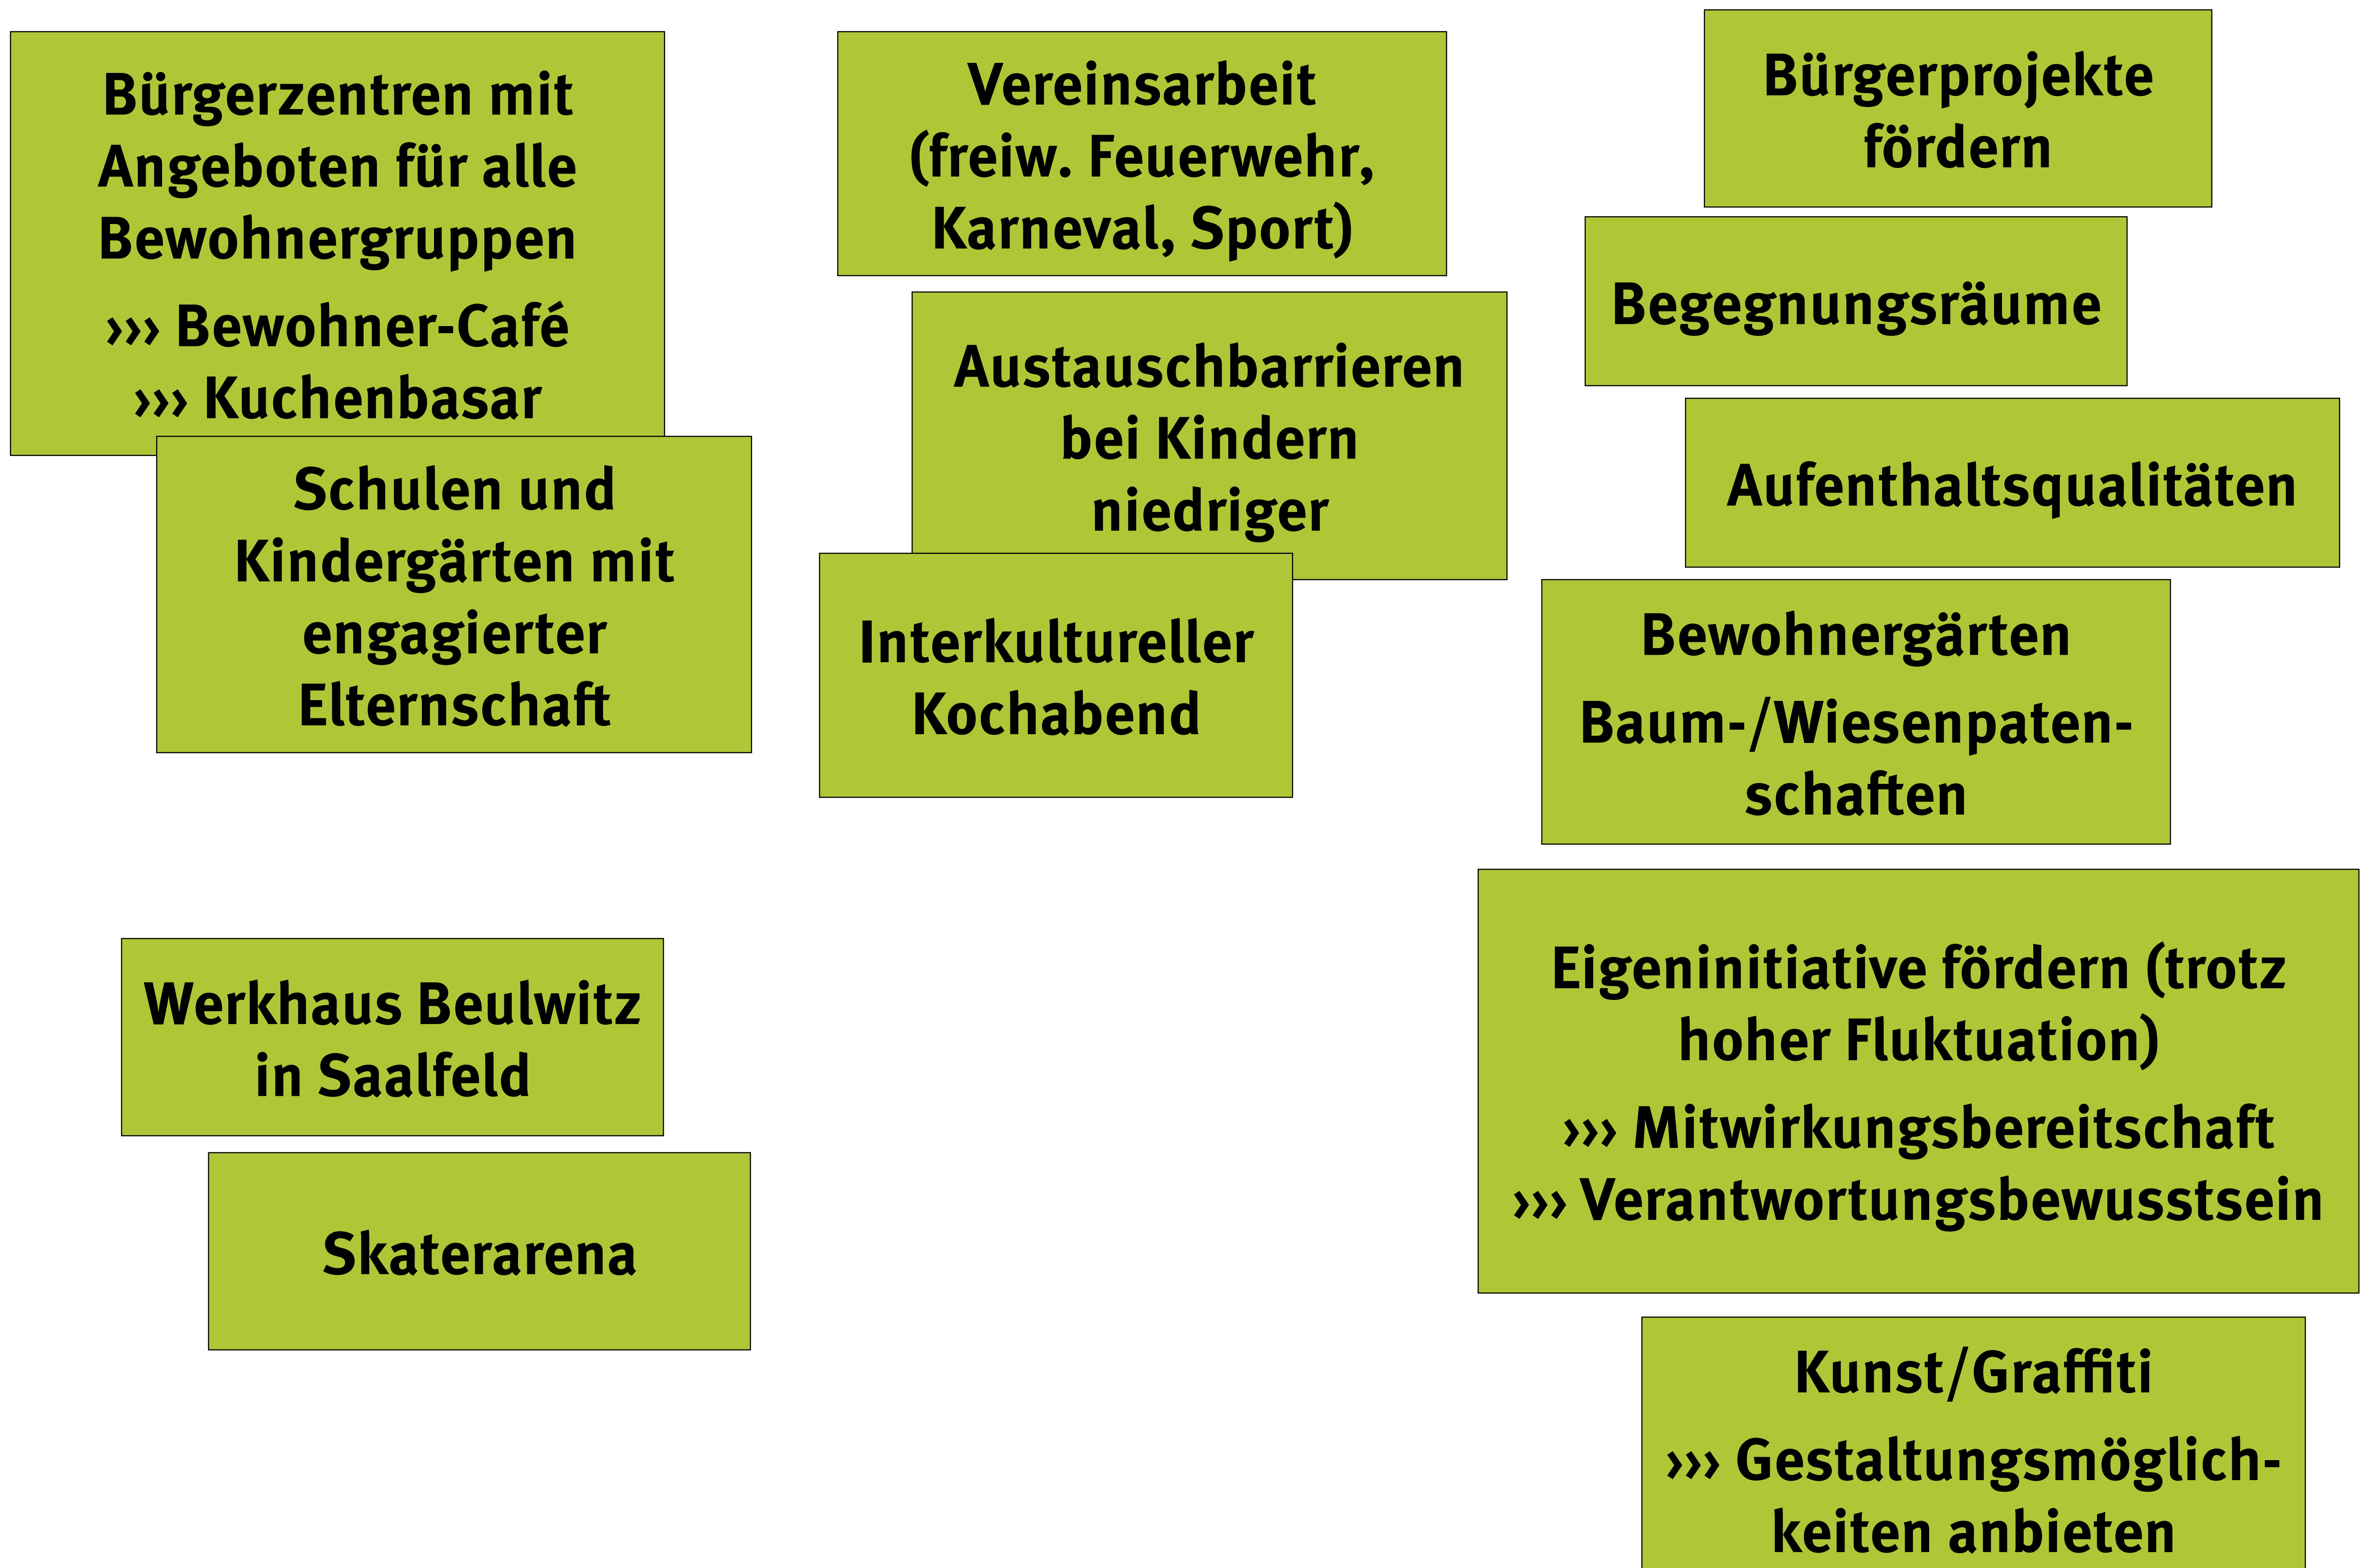 Bürgerzentren mit
Angeboten für alle
Bewohnergruppen
››› Bewohner-Café
››› Kuchenbasar
Schulen und
Kindergärten mit
engagierter
Elternschaft
Werkhaus Beulwitz
in Saalfeld
Skaterarena
Vereinsarbeit
(freiw. Feuerwehr,
Karneval, Sport)
Austauschbarrieren
bei Kindern
niedriger
Interkultureller
Kochabend
Bürgerprojekte
fördern
Begegnungsräume
Aufenthaltsqualitäten
Bewohnergärten
Baum-/Wiesenpaten-
schaften
Eigeninitiative fördern (trotz
hoher Fluktuation)
››› Mitwirkungsbereitschaft
››› Verantwortungsbewusstsein
Kunst/Graffiti
››› Gestaltungsmöglich-
keiten anbieten